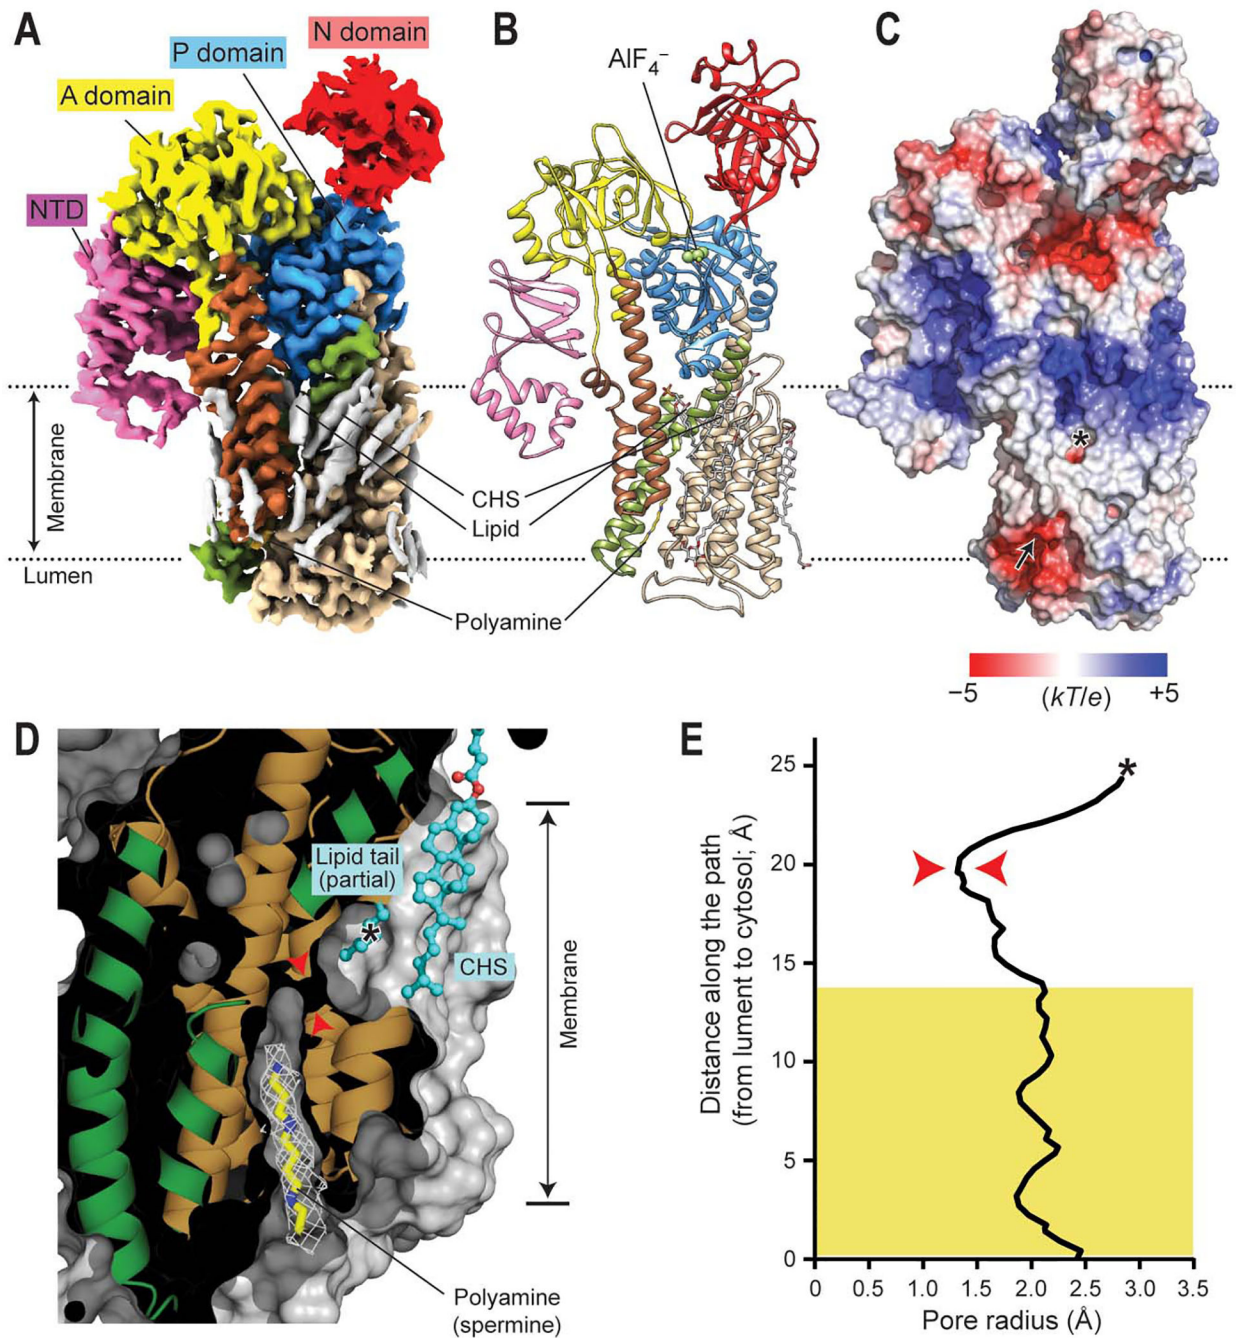 A
N domain
P domain
A domain
NTD
Membrane
Lumen
B
AlF4−
CHS
Lipid
Polyamine
C
*
−5
(kT/e)
+5
D
Lipid tail
(partial)
*
CHS
Membrane
Polyamine
(spermine)
E
Distance along the path
(from lument to cytosol; Å)
25
20
15
10
5
0
*
0 0.5 1.0 1.5 2.0 2.5 3.0 3.5
Pore radius (Å)